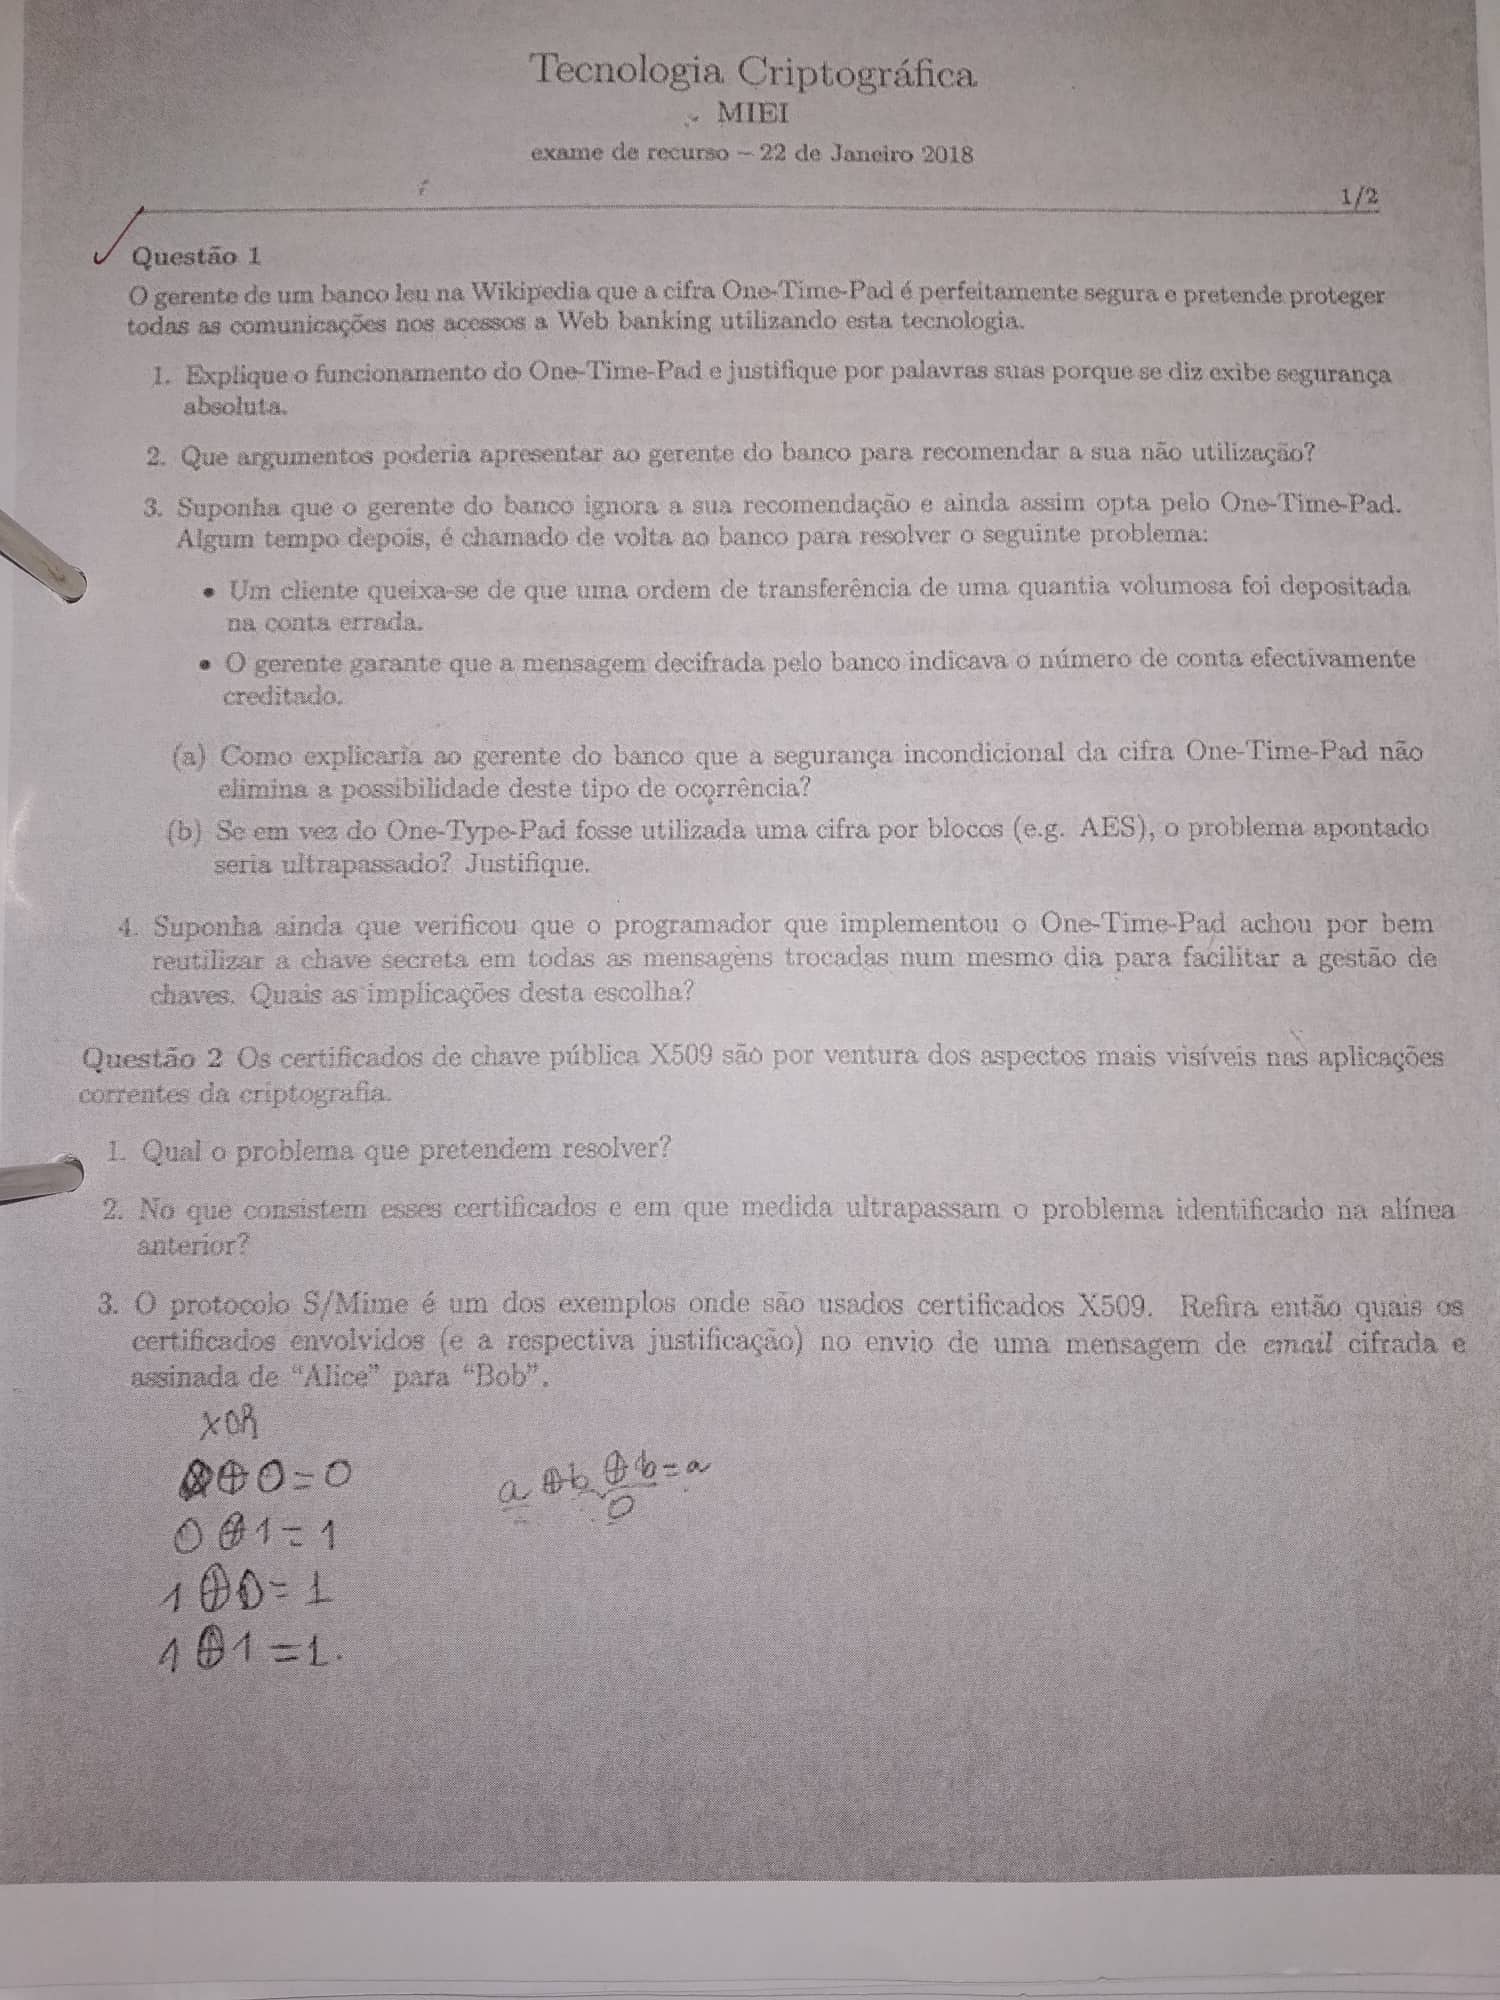 Tecnologia Criptográfica
MIEI
exame de recurso – 22 de Janeiro 2018
1/2
Questão 1
O gerente de um banco leu na Wikipedia que a cifra One-Time-Pad é perfeitamente segura e pretende proteger
todas as comunicações nos acessos a Web banking utilizando esta tecnologia.
1. Explique o funcionamento do One-Time-Pad e justifique por palavras suas porque se diz exibe segurança
absoluta.
2. Que argumentos poderia apresentar ao gerente do banco para recomendar a sua não utilização?
3. Suponha que o gerente do banco ignora a sua recomendação e ainda assim opta pelo One-Time-Pad.
Algum tempo depois, é chamado de volta ao banco para resolver o seguinte problema:
• Um cliente queixa-se de que uma ordem de transferência de uma quantia volumosa foi depositada
na conta errada.
• O gerente garante que a mensagem decifrada pelo banco indicava o número de conta efectivamente
creditado.
(a) Como explicaria ao gerente do banco que a segurança incondicional da cifra One-Time-Pad não
elimina a possibilidade deste tipo de ocorrência?
(b) Se em vez do One-Type-Pad fosse utilizada uma cifra por blocos (e.g. AES), o problema apontado
seria ultrapassado? Justifique.
4. Suponha ainda que verificou que o programador que implementou o One-Time-Pad achou por bem
reutilizar a chave secreta em todas as mensagens trocadas num mesmo dia para facilitar a gestão de
chaves. Quais as implicações desta escolha?
Questão 2 Os certificados de chave pública X509 são por ventura dos aspectos mais visíveis nas aplicações
correntes da criptografia.
1. Qual o problema que pretendem resolver?
2. No que consistem esses certificados e em que medida ultrapassam o problema identificado na alínea
anterior?
3. O protocolo S/Mime é um dos exemplos onde são usados certificados X509. Refira então quais os
certificados envolvidos (e a respectiva justificação) no envio de uma mensagem de email cifrada e
assinada de “Alice” para “Bob”.
XOR
⊕ 0 = 0
0 ⊕ 1 = 1
1 ⊕ 0 = 1
1 ⊕ 1 = 1.
a ⊕ b ⊕ b = a
0